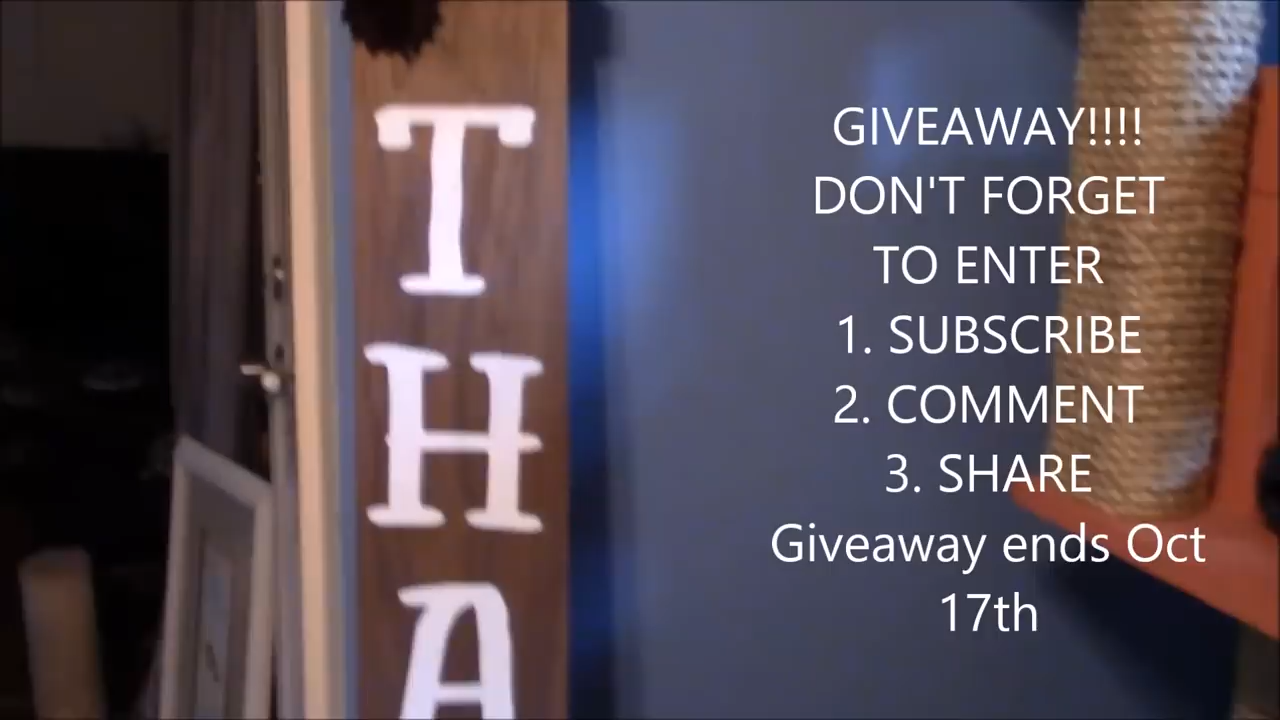 T
H
A
GIVEAWAY!!!!
DON'T FORGET
TO ENTER
1. SUBSCRIBE
2. COMMENT
3. SHARE
Giveaway ends Oct
17th